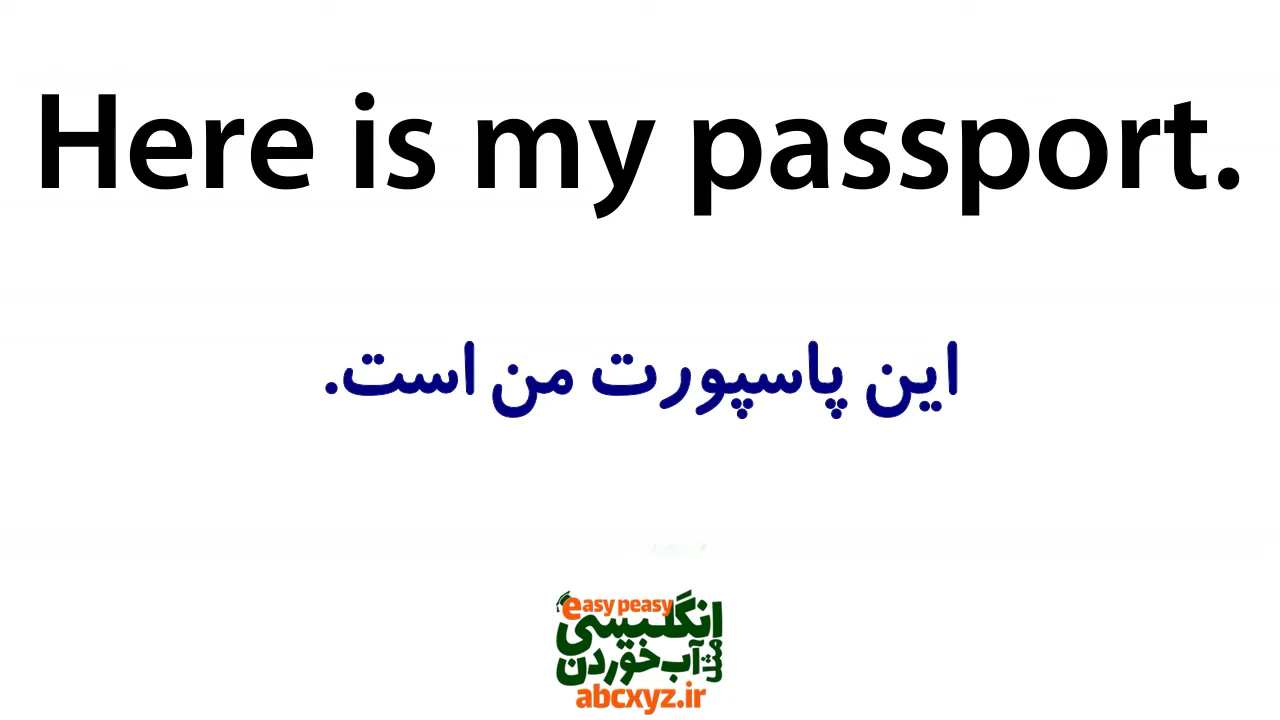 Here is my passport.
این پاسپورت من است.
easy peasy
انگلیسی
مثل آب خوردن
abcxyz.ir